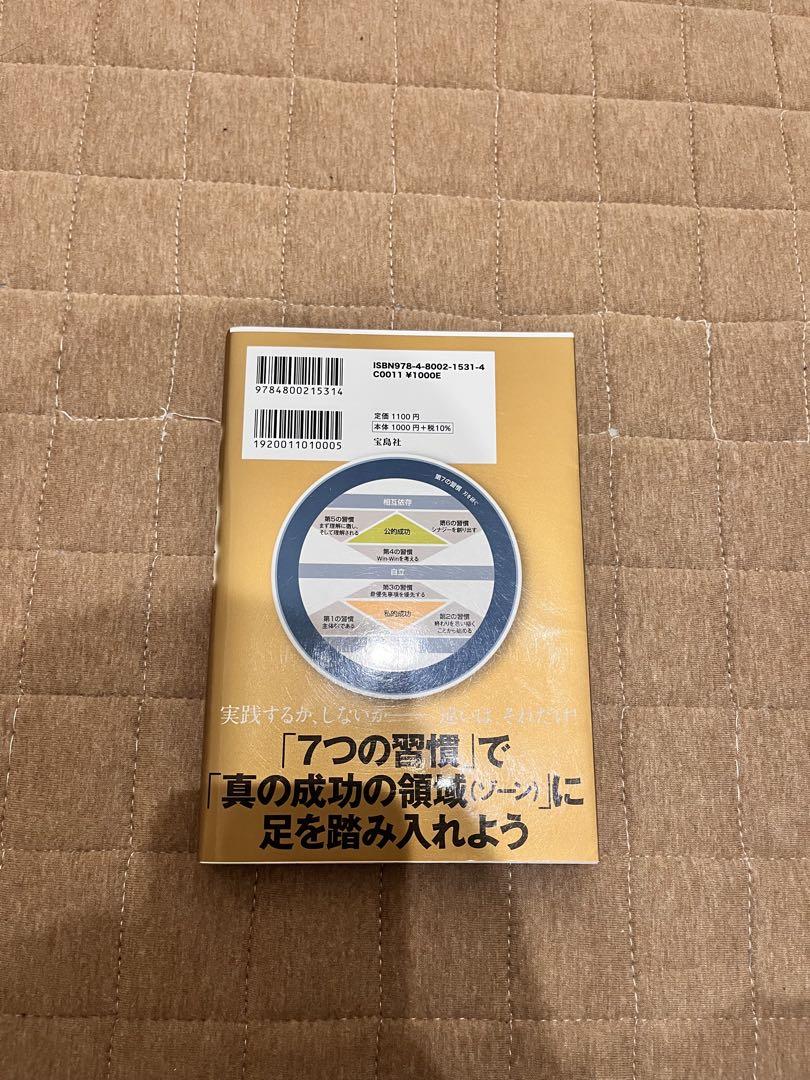 ISBN978-4-8002-1531-4
C0011 ¥1000E
9784800215314
定価 1100 円
本体 1000 円+税10%
1920011010005
宝島社
第7の習慣 刃を研ぐ
相互依存
第5の習慣
まず理解に徹し、
そして理解される
公的成功
第6の習慣
シナジーを創り出す
第4の習慣
Win-Winを考える
自立
第3の習慣
最優先事項を優先する
第1の習慣
主体的である
私的成功
第2の習慣
終わりを思い描く
ことから始める
実践するか、しないか――違いは、それだけ!
「7つの習慣」で
「真の成功の領域(ゾーン)」に
足を踏み入れよう